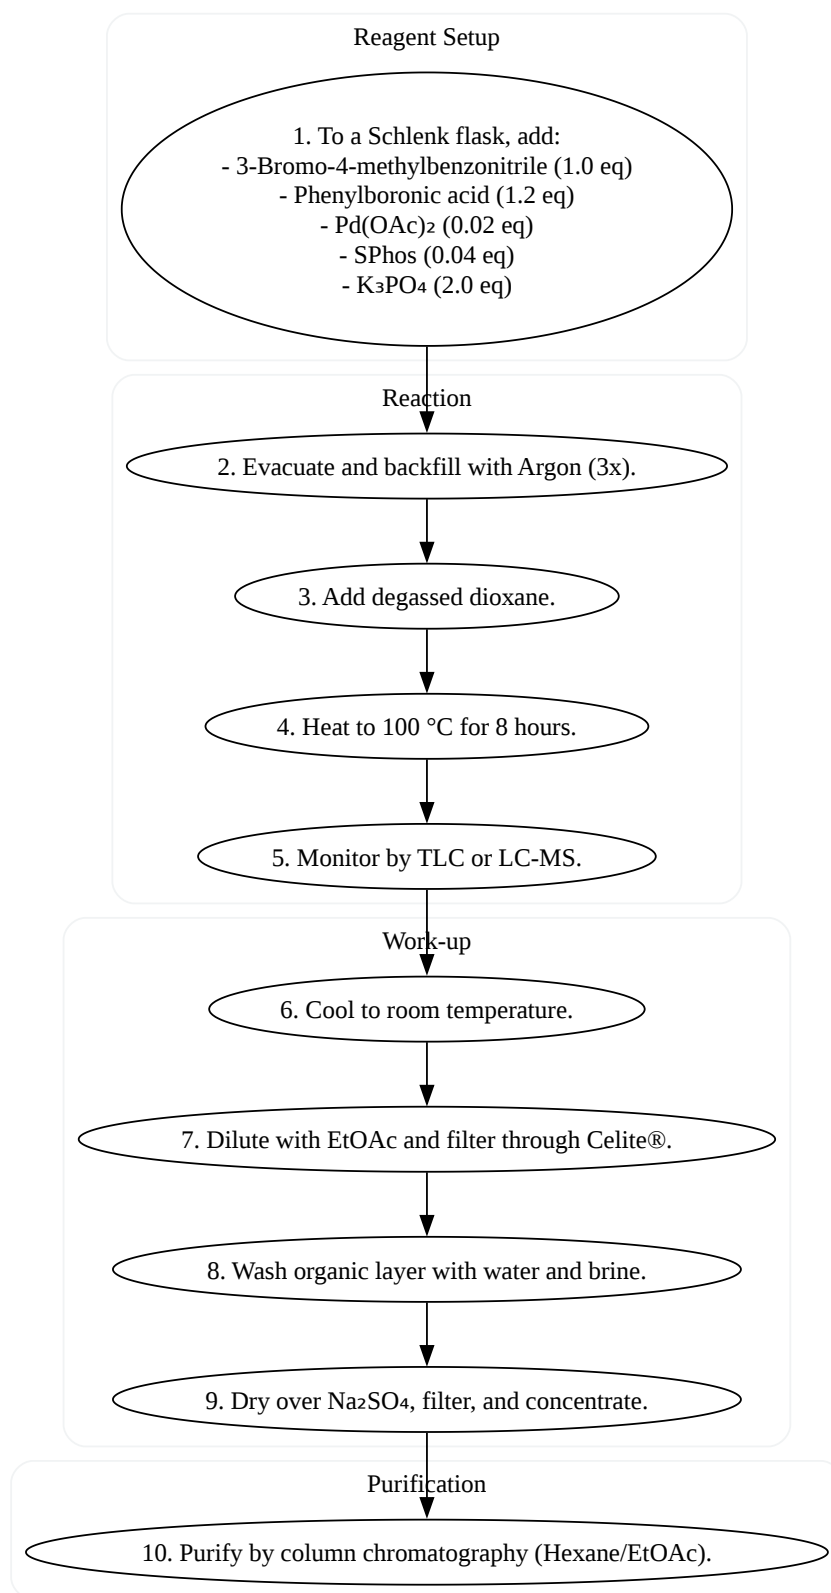 Reagent Setup
1. To a Schlenk flask, add:
- 3-Bromo-4-methylbenzonitrile (1.0 eq)
- Phenylboronic acid (1.2 eq)
- Pd(OAc)₂ (0.02 eq)
- SPhos (0.04 eq)
- K₃PO₄ (2.0 eq)
Reaction
2. Evacuate and backfill with Argon (3x).
3. Add degassed dioxane.
4. Heat to 100 °C for 8 hours.
5. Monitor by TLC or LC-MS.
Work-up
6. Cool to room temperature.
7. Dilute with EtOAc and filter through Celite®.
8. Wash organic layer with water and brine.
9. Dry over Na₂SO₄, filter, and concentrate.
Purification
10. Purify by column chromatography (Hexane/EtOAc).